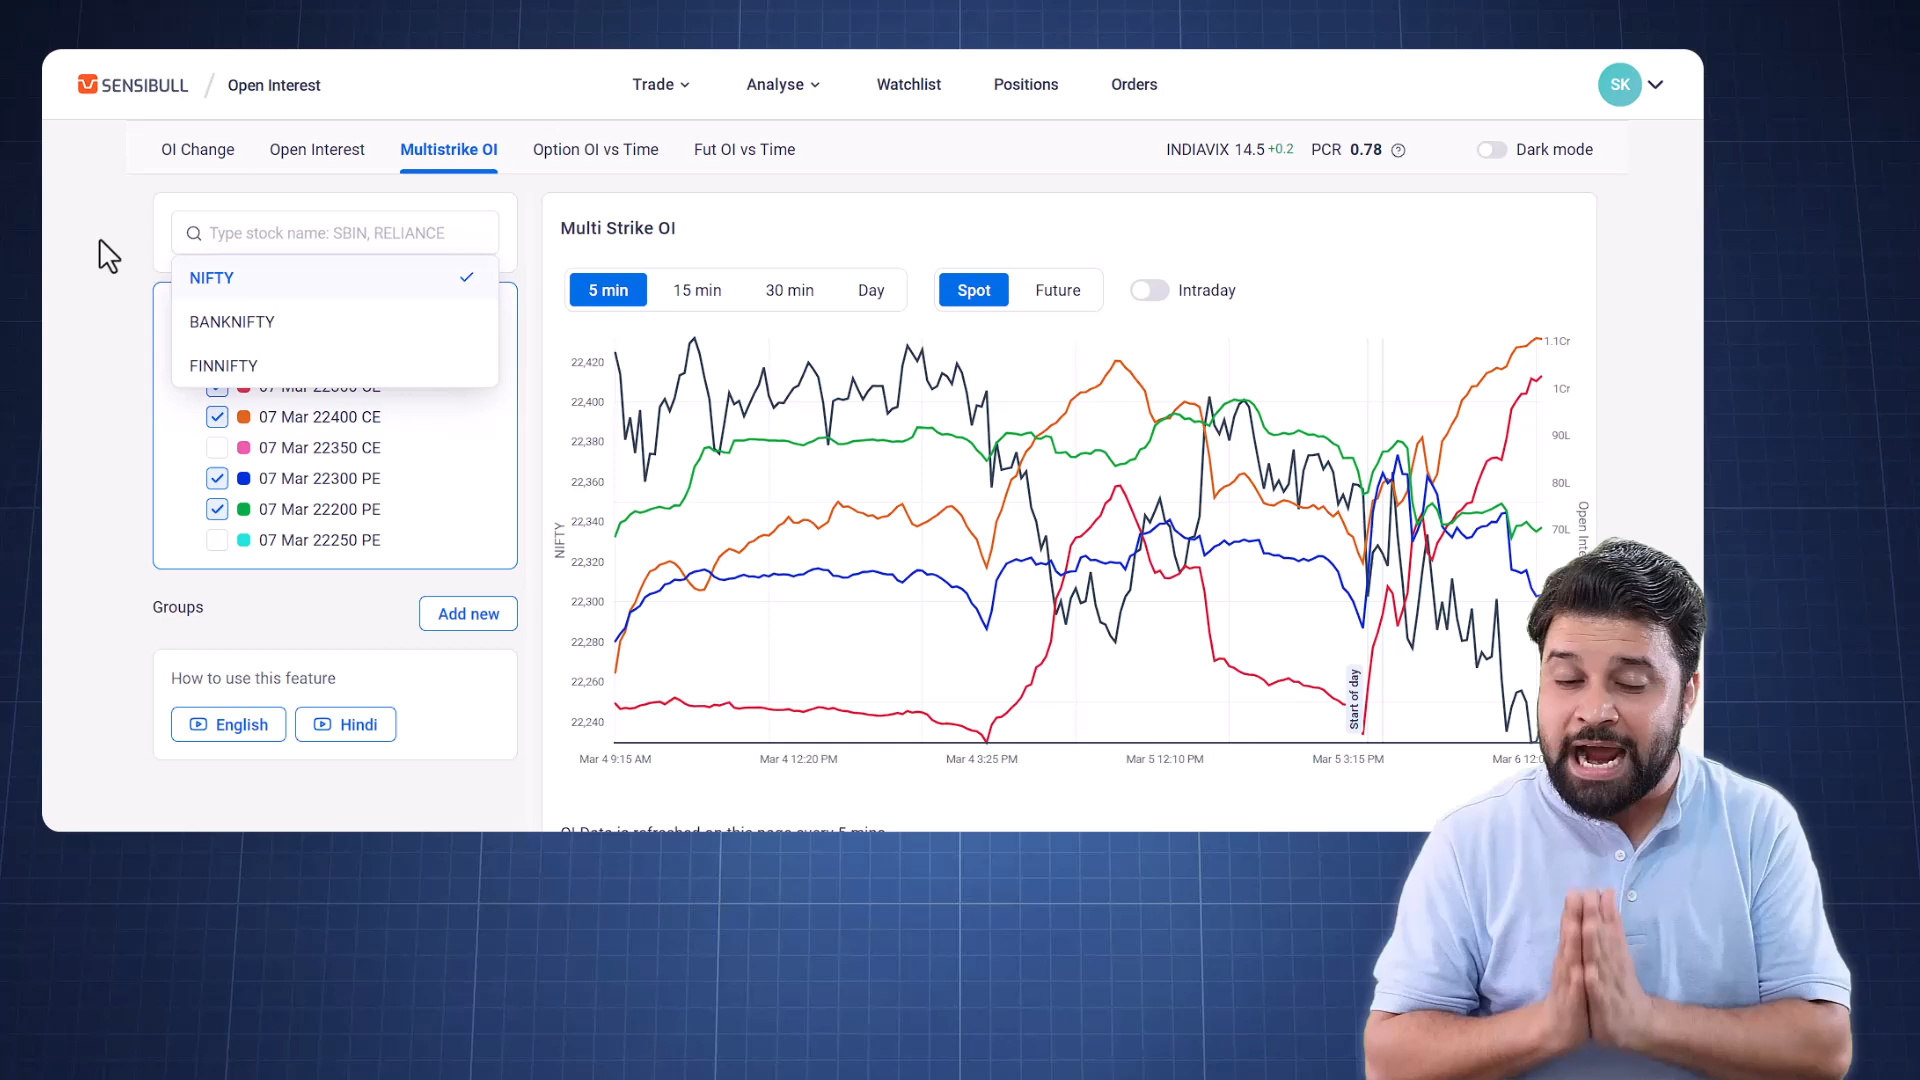 SENSIBULL / Open Interest
Trade
Analyse
Watchlist
Positions
Orders
SK
OI Change
Open Interest
Multistrike OI
Option OI vs Time
Fut OI vs Time
INDIAVIX 14.5 +0.2
PCR 0.78
Dark mode
Type stock name: SBIN, RELIANCE
NIFTY
BANKNIFTY
FINNIFTY
07 Mar 22400 CE
07 Mar 22350 CE
07 Mar 22300 PE
07 Mar 22200 PE
07 Mar 22250 PE
Groups
Add new
How to use this feature
English
Hindi
Multi Strike OI
5 min
15 min
30 min
Day
Spot
Future
Intraday
22,420
22,400
22,380
22,360
22,340
22,320
22,300
22,280
22,260
22,240
NIFTY
1.1Cr
1Cr
90L
80L
70L
Open
Start of day
Mar 4 9:15 AM
Mar 4 12:20 PM
Mar 4 3:25 PM
Mar 5 12:10 PM
Mar 5 3:15 PM
Mar 6